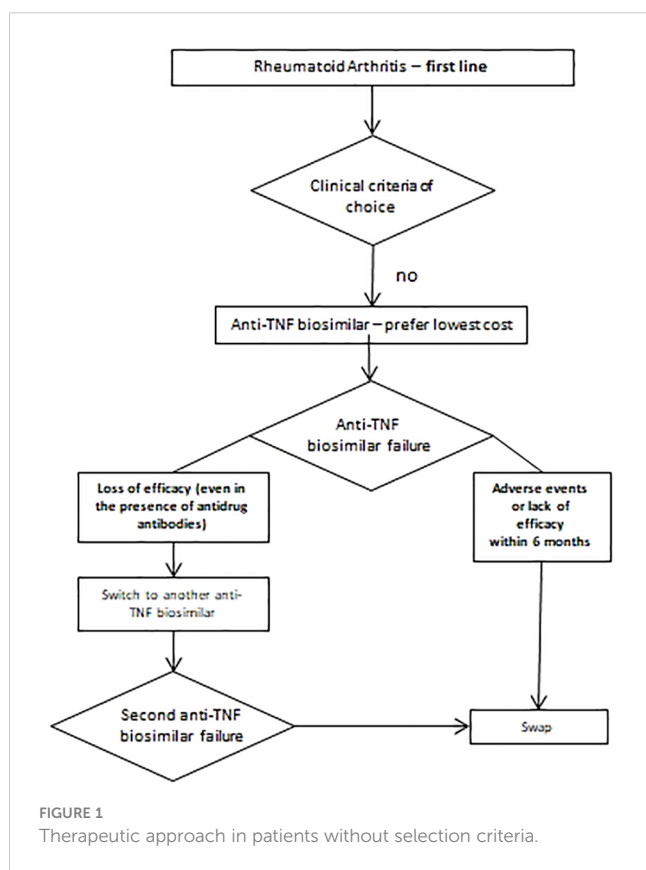 Rheumatoid Arthritis – first line
Clinical criteria of
choice
no
Anti-TNF biosimilar – prefer lowest cost
Anti-TNF
biosimilar failure
Loss of efficacy (even in
the presence of antidrug
antibodies)
Adverse events
or lack of
efficacy
within 6 months
Switch to another anti-
TNF biosimilar
Second anti-TNF
biosimilar failure
Swap
FIGURE 1
Therapeutic approach in patients without selection criteria.